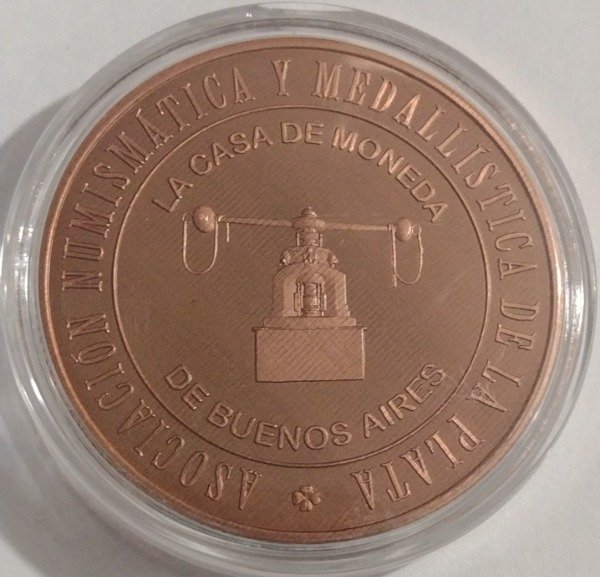 ASOCIACIÓN NUMISMÁTICA Y MEDALLÍSTICA DE LA PLATA
LA CASA DE MONEDA
DE BUENOS AIRES